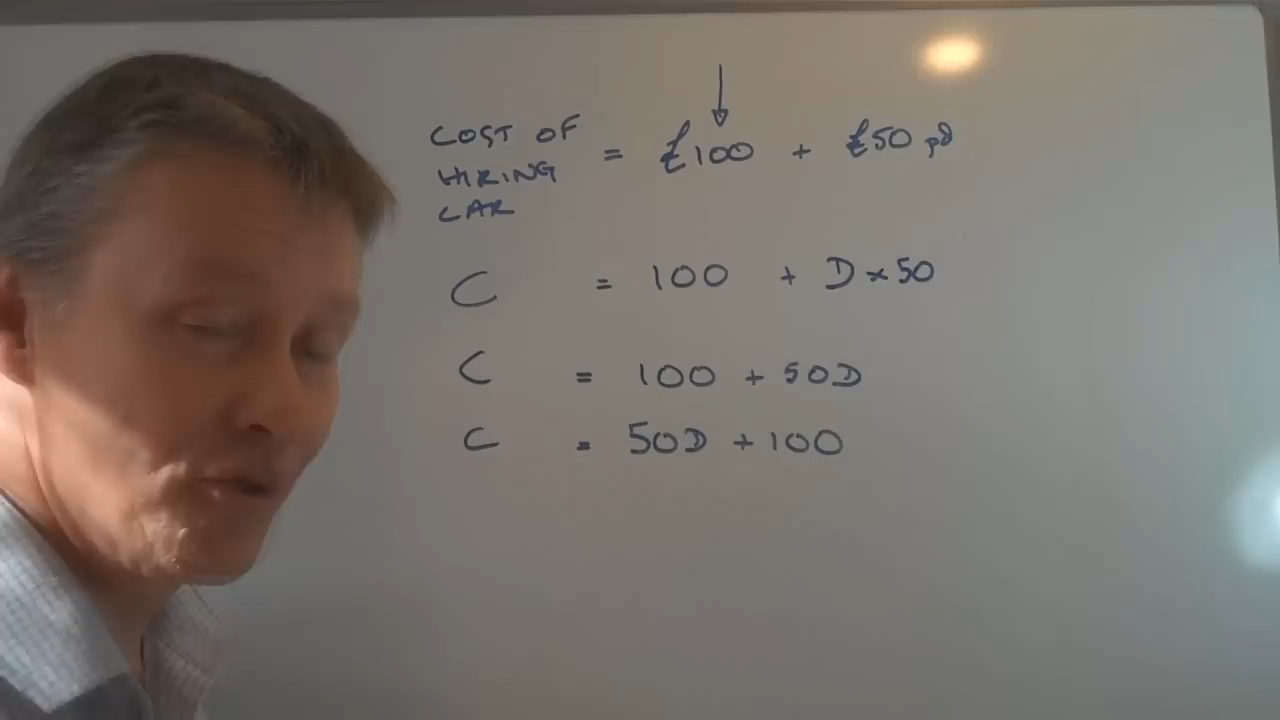 COST OF
HIRING = £100 + £50 pd
CAR
C = 100 + D × 50
C = 100 + 50D
C = 50D + 100